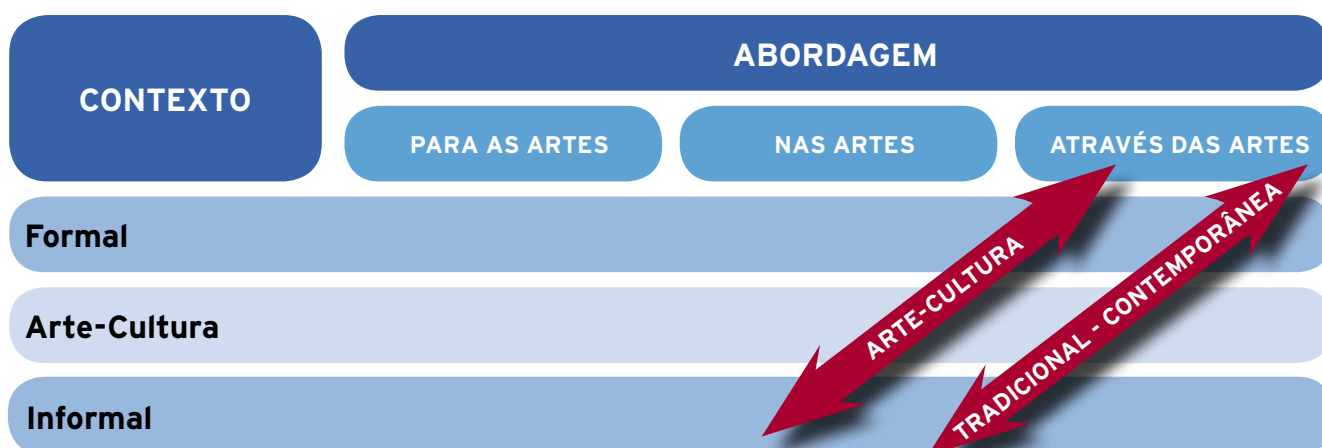 CONTEXTO
ABORDAGEM
PARA AS ARTES
NAS ARTES
ATRAVÉS DAS ARTES
Formal
Arte-Cultura
Informal
ARTE-CULTURA
TRADICIONAL - CONTEMPORÂNEA